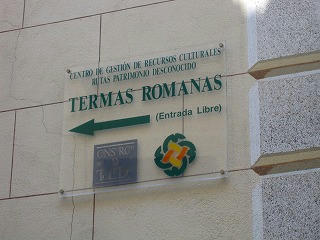 CENTRO DE GESTIÓN DE RECURSOS CULTURALES
RUTAS PATRIMONIO DESCONOCIDO
TERMAS ROMANAS
(Entrada Libre)